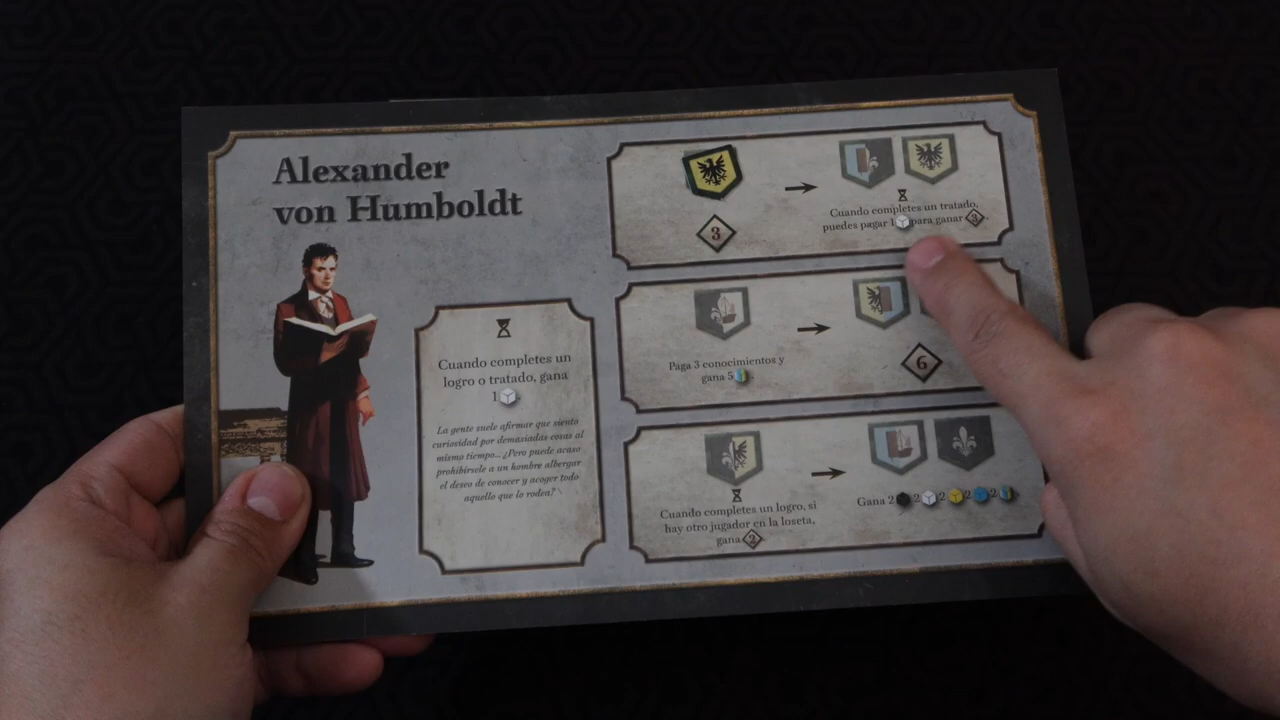 Alexander
von Humboldt
Cuando completes un
logro o tratado, gana
1.
La gente suele afirmar que siento
curiosidad por demasiadas cosas al
mismo tiempo... ¿Pero puede acaso
prohibírsele a un hombre albergar
el deseo de conocer y acoger todo
aquello que lo rodea?
3
Cuando completes un tratado,
puedes pagar 1 para ganar 3
Paga 3 conocimientos y
gana 5.
6
Cuando completes un logro, si
hay otro jugador en la loseta,
gana 2
Gana 2 2 2 2 2